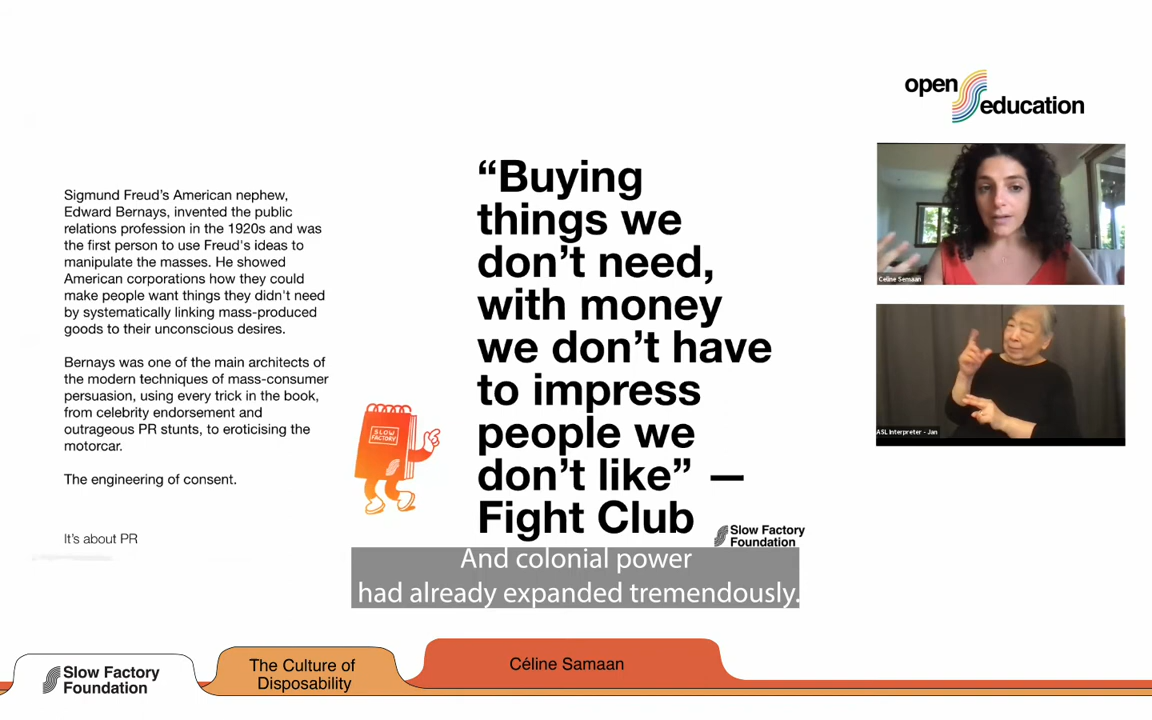 open
education
Sigmund Freud’s American nephew,
Edward Bernays, invented the public
relations profession in the 1920s and was
the first person to use Freud's ideas to
manipulate the masses. He showed
American corporations how they could
make people want things they didn't need
by systematically linking mass-produced
goods to their unconscious desires.
Bernays was one of the main architects of
the modern techniques of mass-consumer
persuasion, using every trick in the book,
from celebrity endorsement and
outrageous PR stunts, to eroticising the
motorcar.
The engineering of consent.
It’s about PR
SLOW
FACTORY
“Buying
things we
don’t need,
with money
we don’t have
to impress
people we
don’t like” —
Fight Club
Slow Factory
Foundation
Céline Semaan
ASL Interpreter - Jan
And colonial power
had already expanded tremendously.
Slow Factory
Foundation
The Culture of
Disposability
Céline Samaan